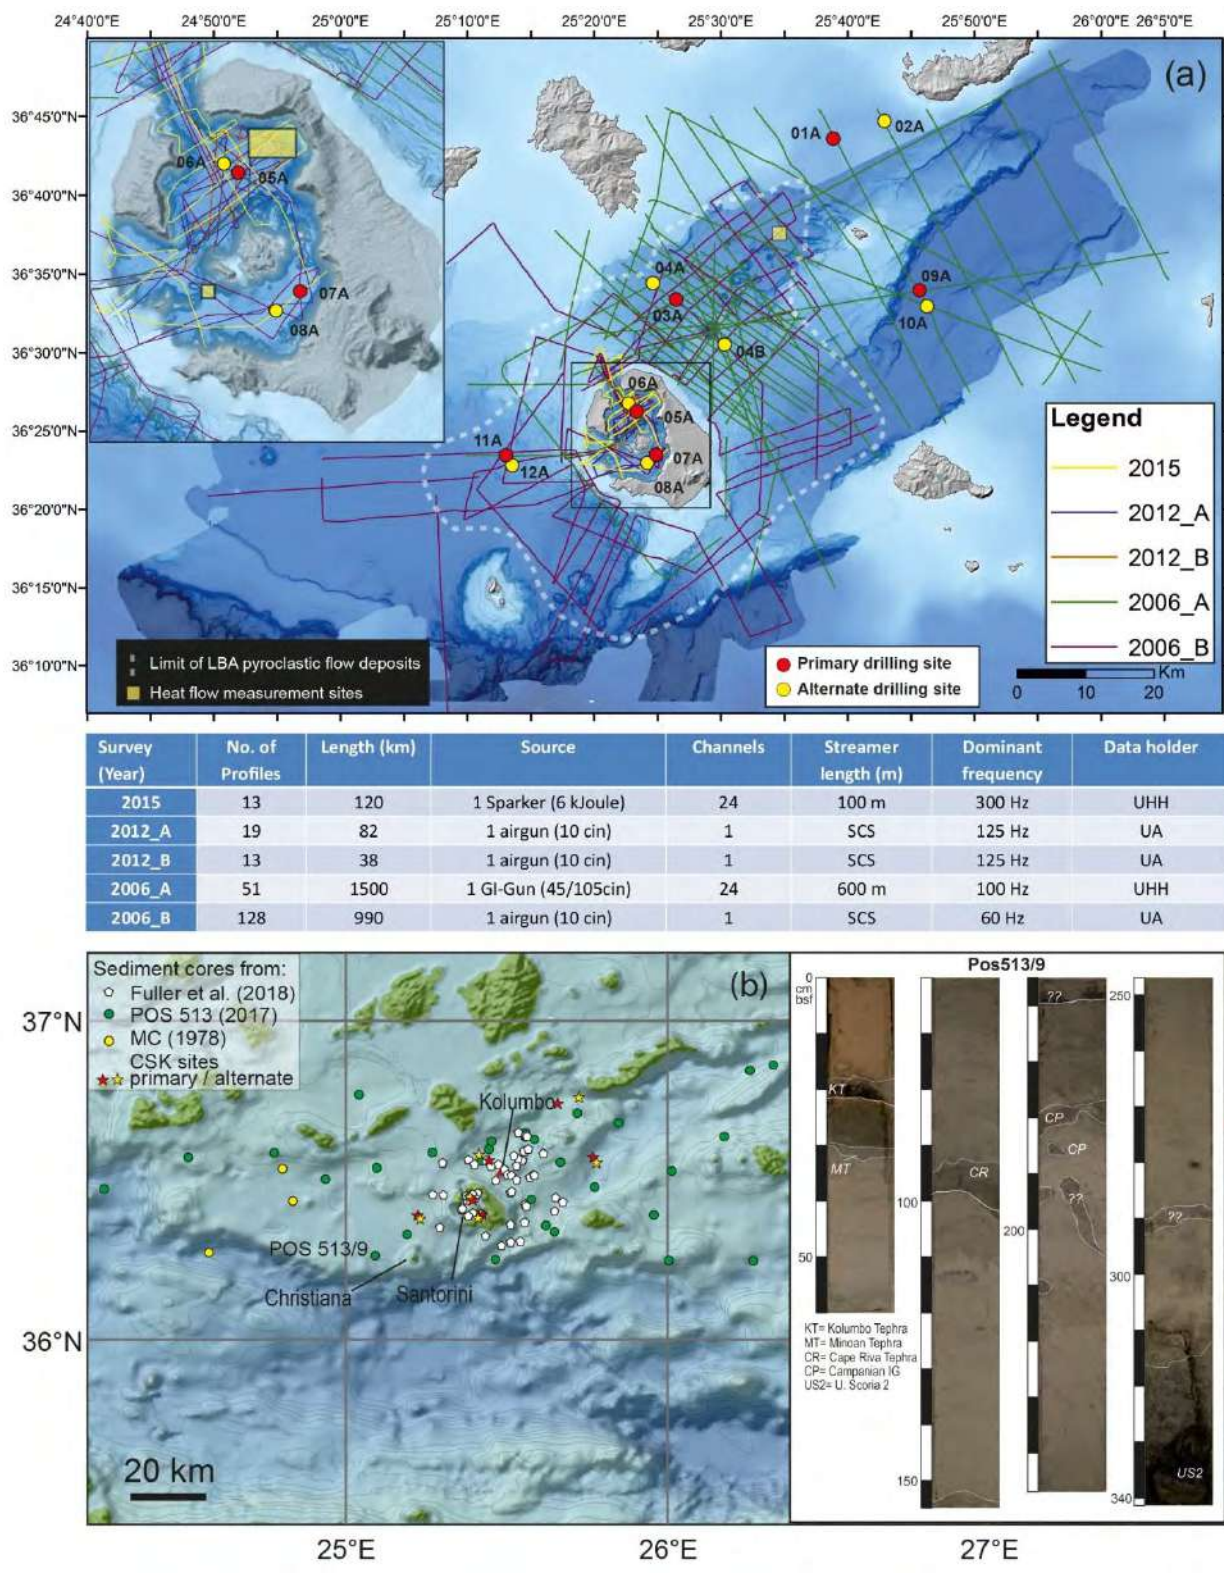 24°40'0"E 24°50'0"E 25°0'0"E 25°10'0"E 25°20'0"E 25°30'0"E 25°40'0"E 25°50'0"E 26°0'0"E 26°5'0"E
36°45'0"N
36°40'0"N
36°35'0"N
36°30'0"N
36°25'0"N
36°20'0"N
36°15'0"N
36°10'0"N
(a)
06A
05A
07A
08A
01A
02A
04A
03A
09A
10A
04B
06A
05A
11A
12A
07A
08A
Legend
2015
2012_A
2012_B
2006_A
2006_B
Limit of LBA pyroclastic flow deposits
Heat flow measurement sites
Primary drilling site
Alternate drilling site
Km
0 10 20
Survey (Year) No. of Profiles Length (km) Source Channels Streamer length (m) Dominant frequency Data holder
2015 13 120 1 Sparker (6 kJoule) 24 100 m 300 Hz UHH
2012_A 19 82 1 airgun (10 cin) 1 SCS 125 Hz UA
2012_B 13 38 1 airgun (10 cin) 1 SCS 125 Hz UA
2006_A 51 1500 1 GI-Gun (45/105cin) 24 600 m 100 Hz UHH
2006_B 128 990 1 airgun (10 cin) 1 SCS 60 Hz UA
Sediment cores from:
Fuller et al. (2018)
POS 513 (2017)
MC (1978)
CSK sites
primary / alternate
(b)
37°N
36°N
Kolumbo
POS 513/9
Christiana
Santorini
20 km
25°E 26°E 27°E
Pos513/9
0
cm
bsf
KT
MT
50
KT= Kolumbo Tephra
MT= Minoan Tephra
CR= Cape Riva Tephra
CP= Campanian IG
US2= U. Scoria 2
CR
100
150
??
CP
CP
??
200
250
??
300
US2
340